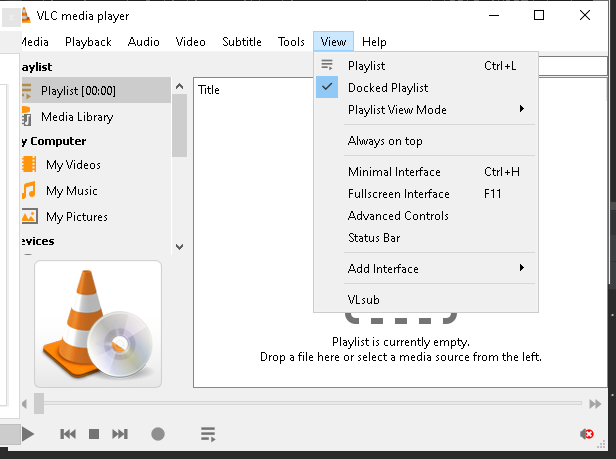 VLC media player
Media Playback Audio Video Subtitle Tools View Help
aylist
Playlist [00:00]
Media Library
y Computer
My Videos
My Music
My Pictures
evices
Title
Playlist Ctrl+L
Docked Playlist
Playlist View Mode
Always on top
Minimal Interface Ctrl+H
Fullscreen Interface F11
Advanced Controls
Status Bar
Add Interface
VLsub
Playlist is currently empty.
Drop a file here or select a media source from the left.